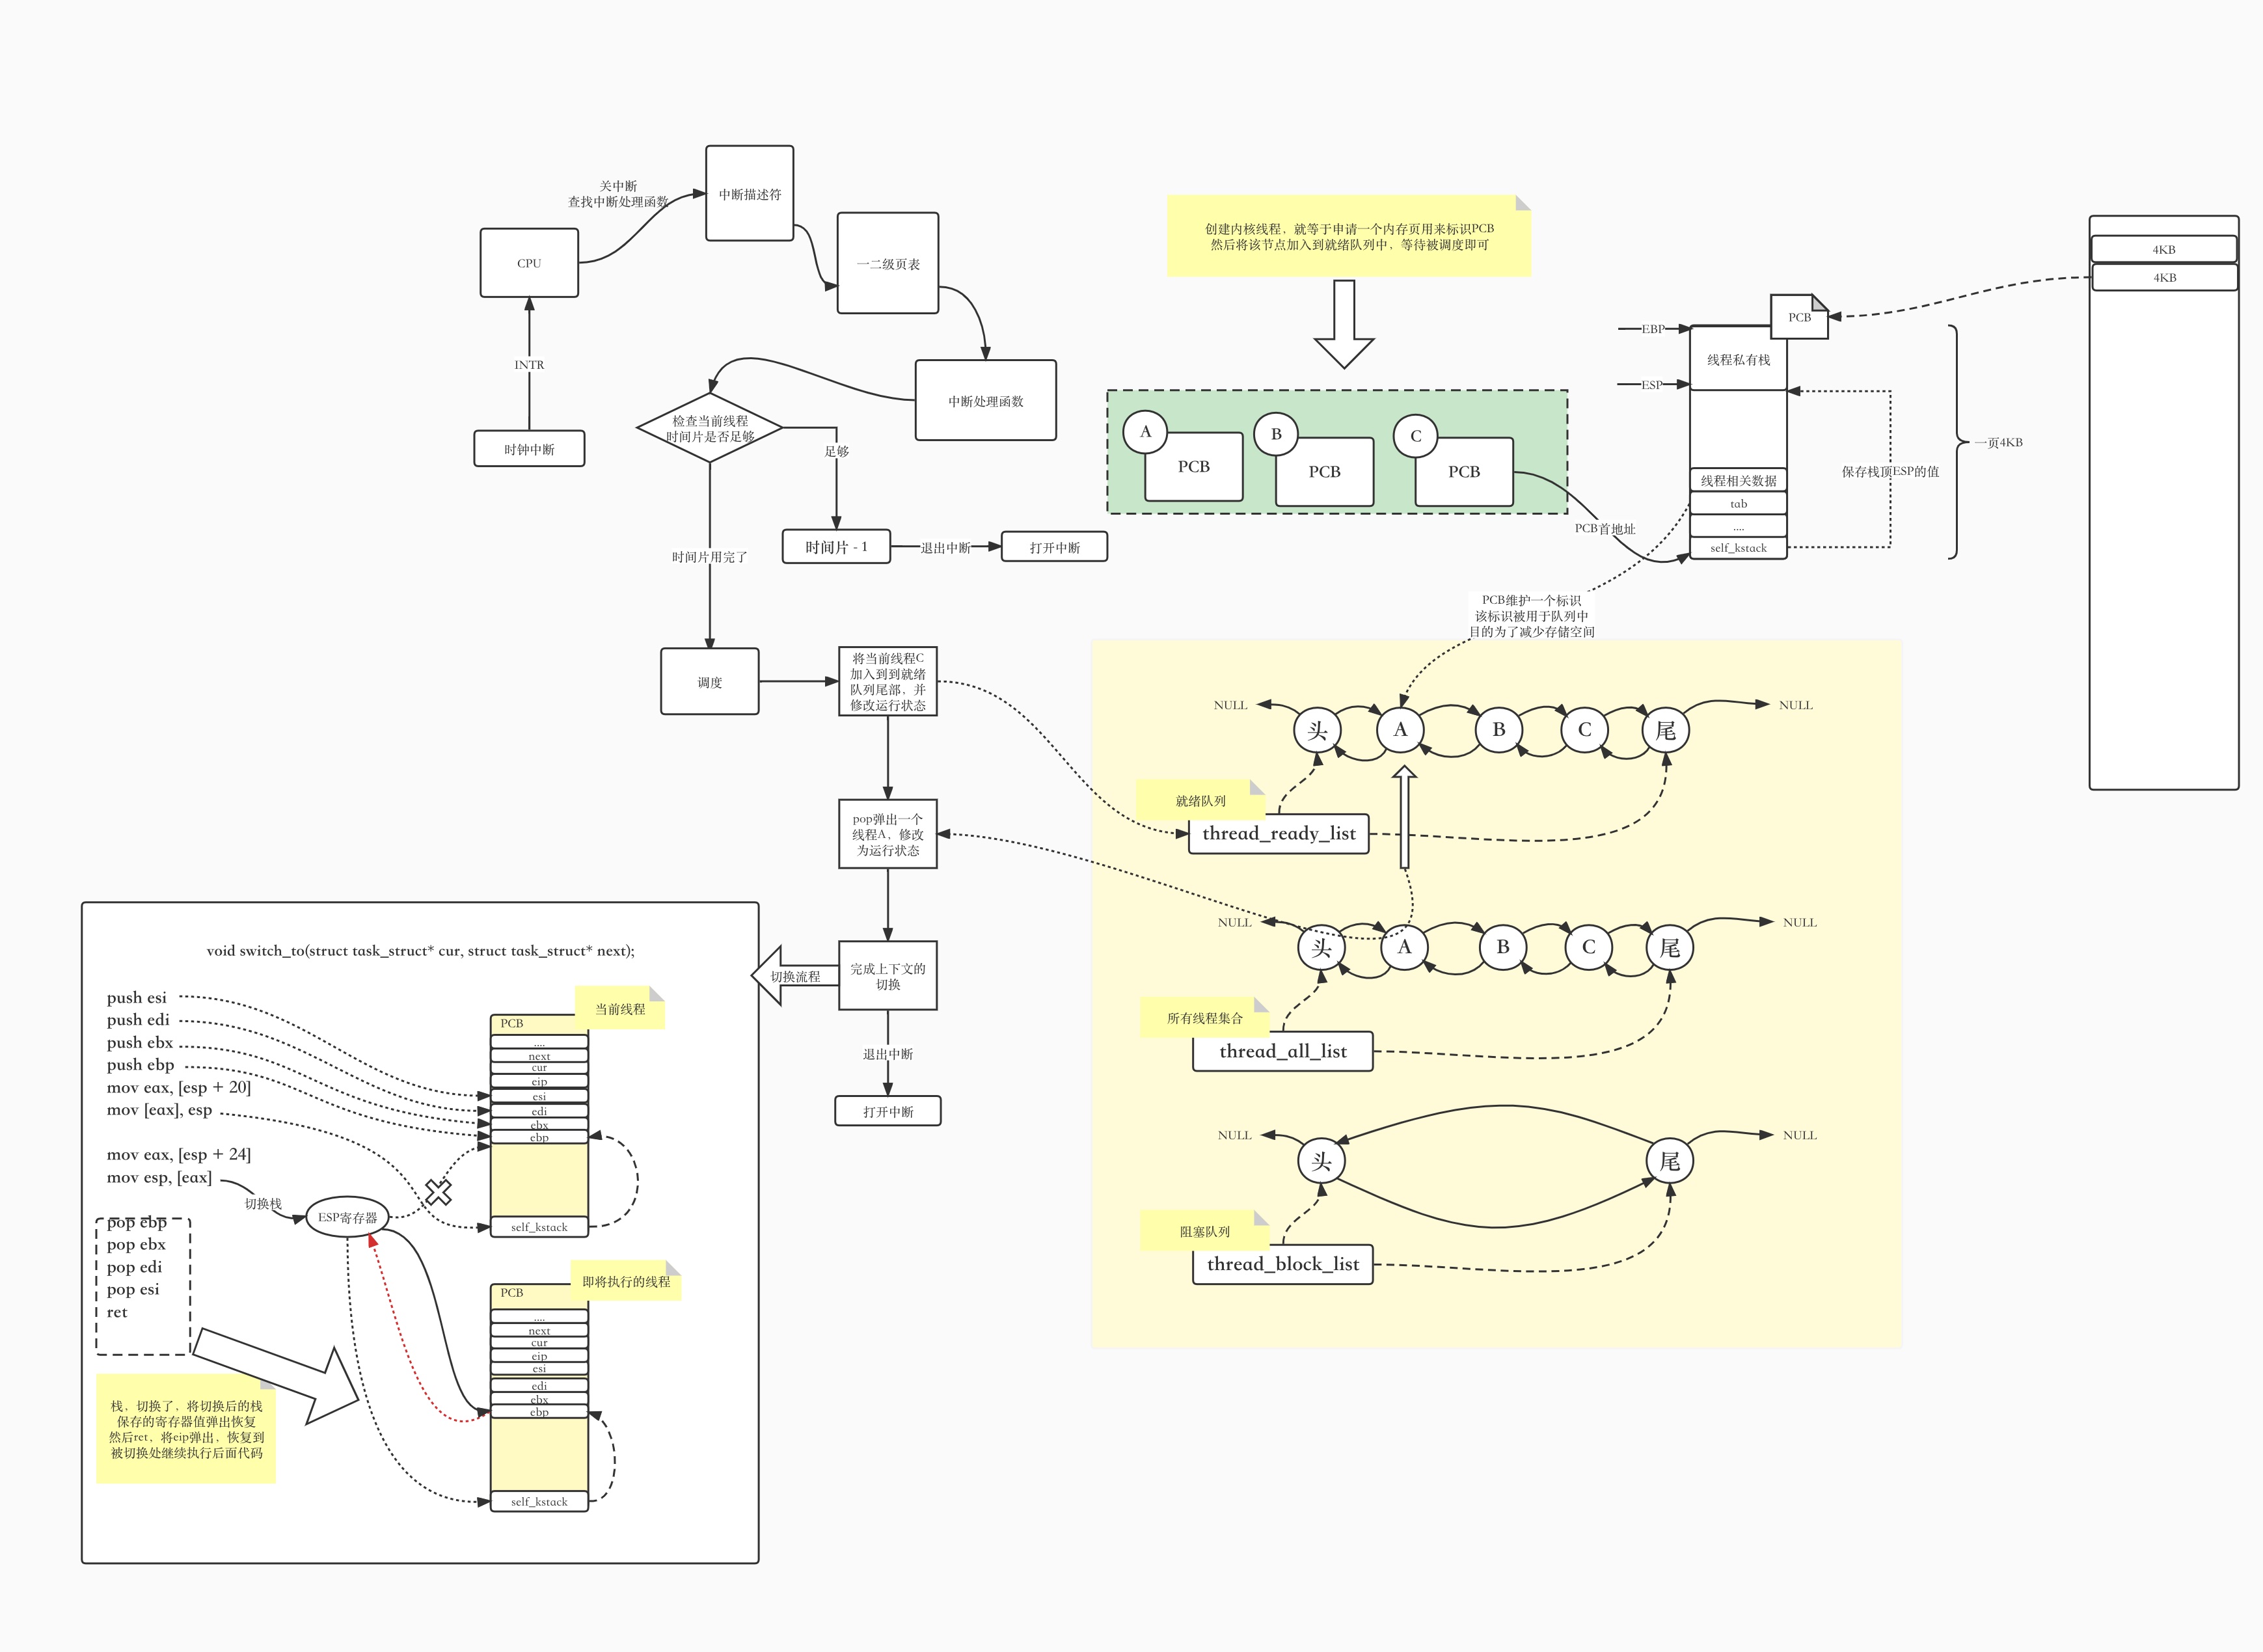 关中断
查找中断处理函数
中断描述符
CPU
一二级页表
INTR
时钟中断
中断处理函数
检查当前线程
时间片是否足够
足够
时间片 - 1
退出中断
打开中断
时间片用完了
调度
将当前线程C
加入到到就绪
队列尾部，并
修改运行状态
pop弹出一个
线程A，修改
为运行状态
完成上下文的
切换
切换流程
退出中断
打开中断
创建内核线程，就等于申请一个内存页用来标识PCB
然后将该节点加入到就绪队列中，等待被调度即可
A
PCB
B
PCB
C
PCB
PCB首地址
PCB
EBP
线程私有栈
ESP
线程相关数据
tab
....
self_kstack
保存栈顶ESP的值
一页4KB
4KB
4KB
PCB维护一个标识
该标识被用于队列中
目的为了减少存储空间
NULL
头
A
B
C
尾
NULL
就绪队列
thread_ready_list
NULL
头
A
B
C
尾
NULL
所有线程集合
thread_all_list
NULL
头
尾
NULL
阻塞队列
thread_block_list
void switch_to(struct task_struct* cur, struct task_struct* next);
push esi
push edi
push ebx
push ebp
mov eax, [esp + 20]
mov [eax], esp
mov eax, [esp + 24]
mov esp, [eax]
切换栈
ESP寄存器
pop ebp
pop ebx
pop edi
pop esi
ret
栈，切换了，将切换后的栈
保存的寄存器值弹出恢复
然后ret，将eip弹出，恢复到
被切换处继续执行后面代码
当前线程
PCB
....
next
cur
eip
esi
edi
ebx
ebp
self_kstack
即将执行的线程
PCB
....
next
cur
eip
esi
edi
ebx
ebp
self_kstack